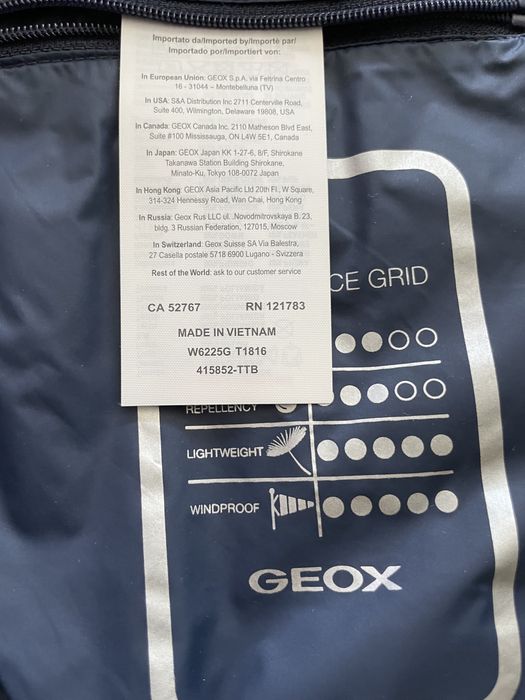 Importato da/Imported by/Importé par/
Importado por/Importiert von:
In European Union: GEOX S.p.A. via Feltrina Centro
16 - 31044 – Montebelluna (TV)
In USA: S&A Distribution Inc 2711 Centerville Road,
Suite 400, Wilmington, Delaware 19808, USA
In Canada: GEOX Canada Inc. 2110 Matheson Blvd East,
Suite #100 Mississauga, ON L4W 5E1, Canada
In Japan: GEOX Japan KK 1-27-6, 8/F, Shirokane
Takanawa Station Building Shirokane,
Minato-Ku, Tokyo 108-0072 Japan
In Hong Kong: GEOX Asia Pacific Ltd 20th Fl., W Square,
314-324 Hennessy Road, Wan Chai, Hong Kong
In Russia: Geox Rus LLC ul. .Novodmitrovskaya B. 23,
bldg. 3 Russian Federation, 127015, Moscow
In Switzerland: Geox Suisse SA Via Balestra,
27 Casella postale 5718 6900 Lugano - Svizzera
Rest of the World: ask to our customer service
CA 52767 RN 121783
MADE IN VIETNAM
W6225G T1816
415852-TTB
CE GRID
REPELLENCY
LIGHTWEIGHT
WINDPROOF
GEOX